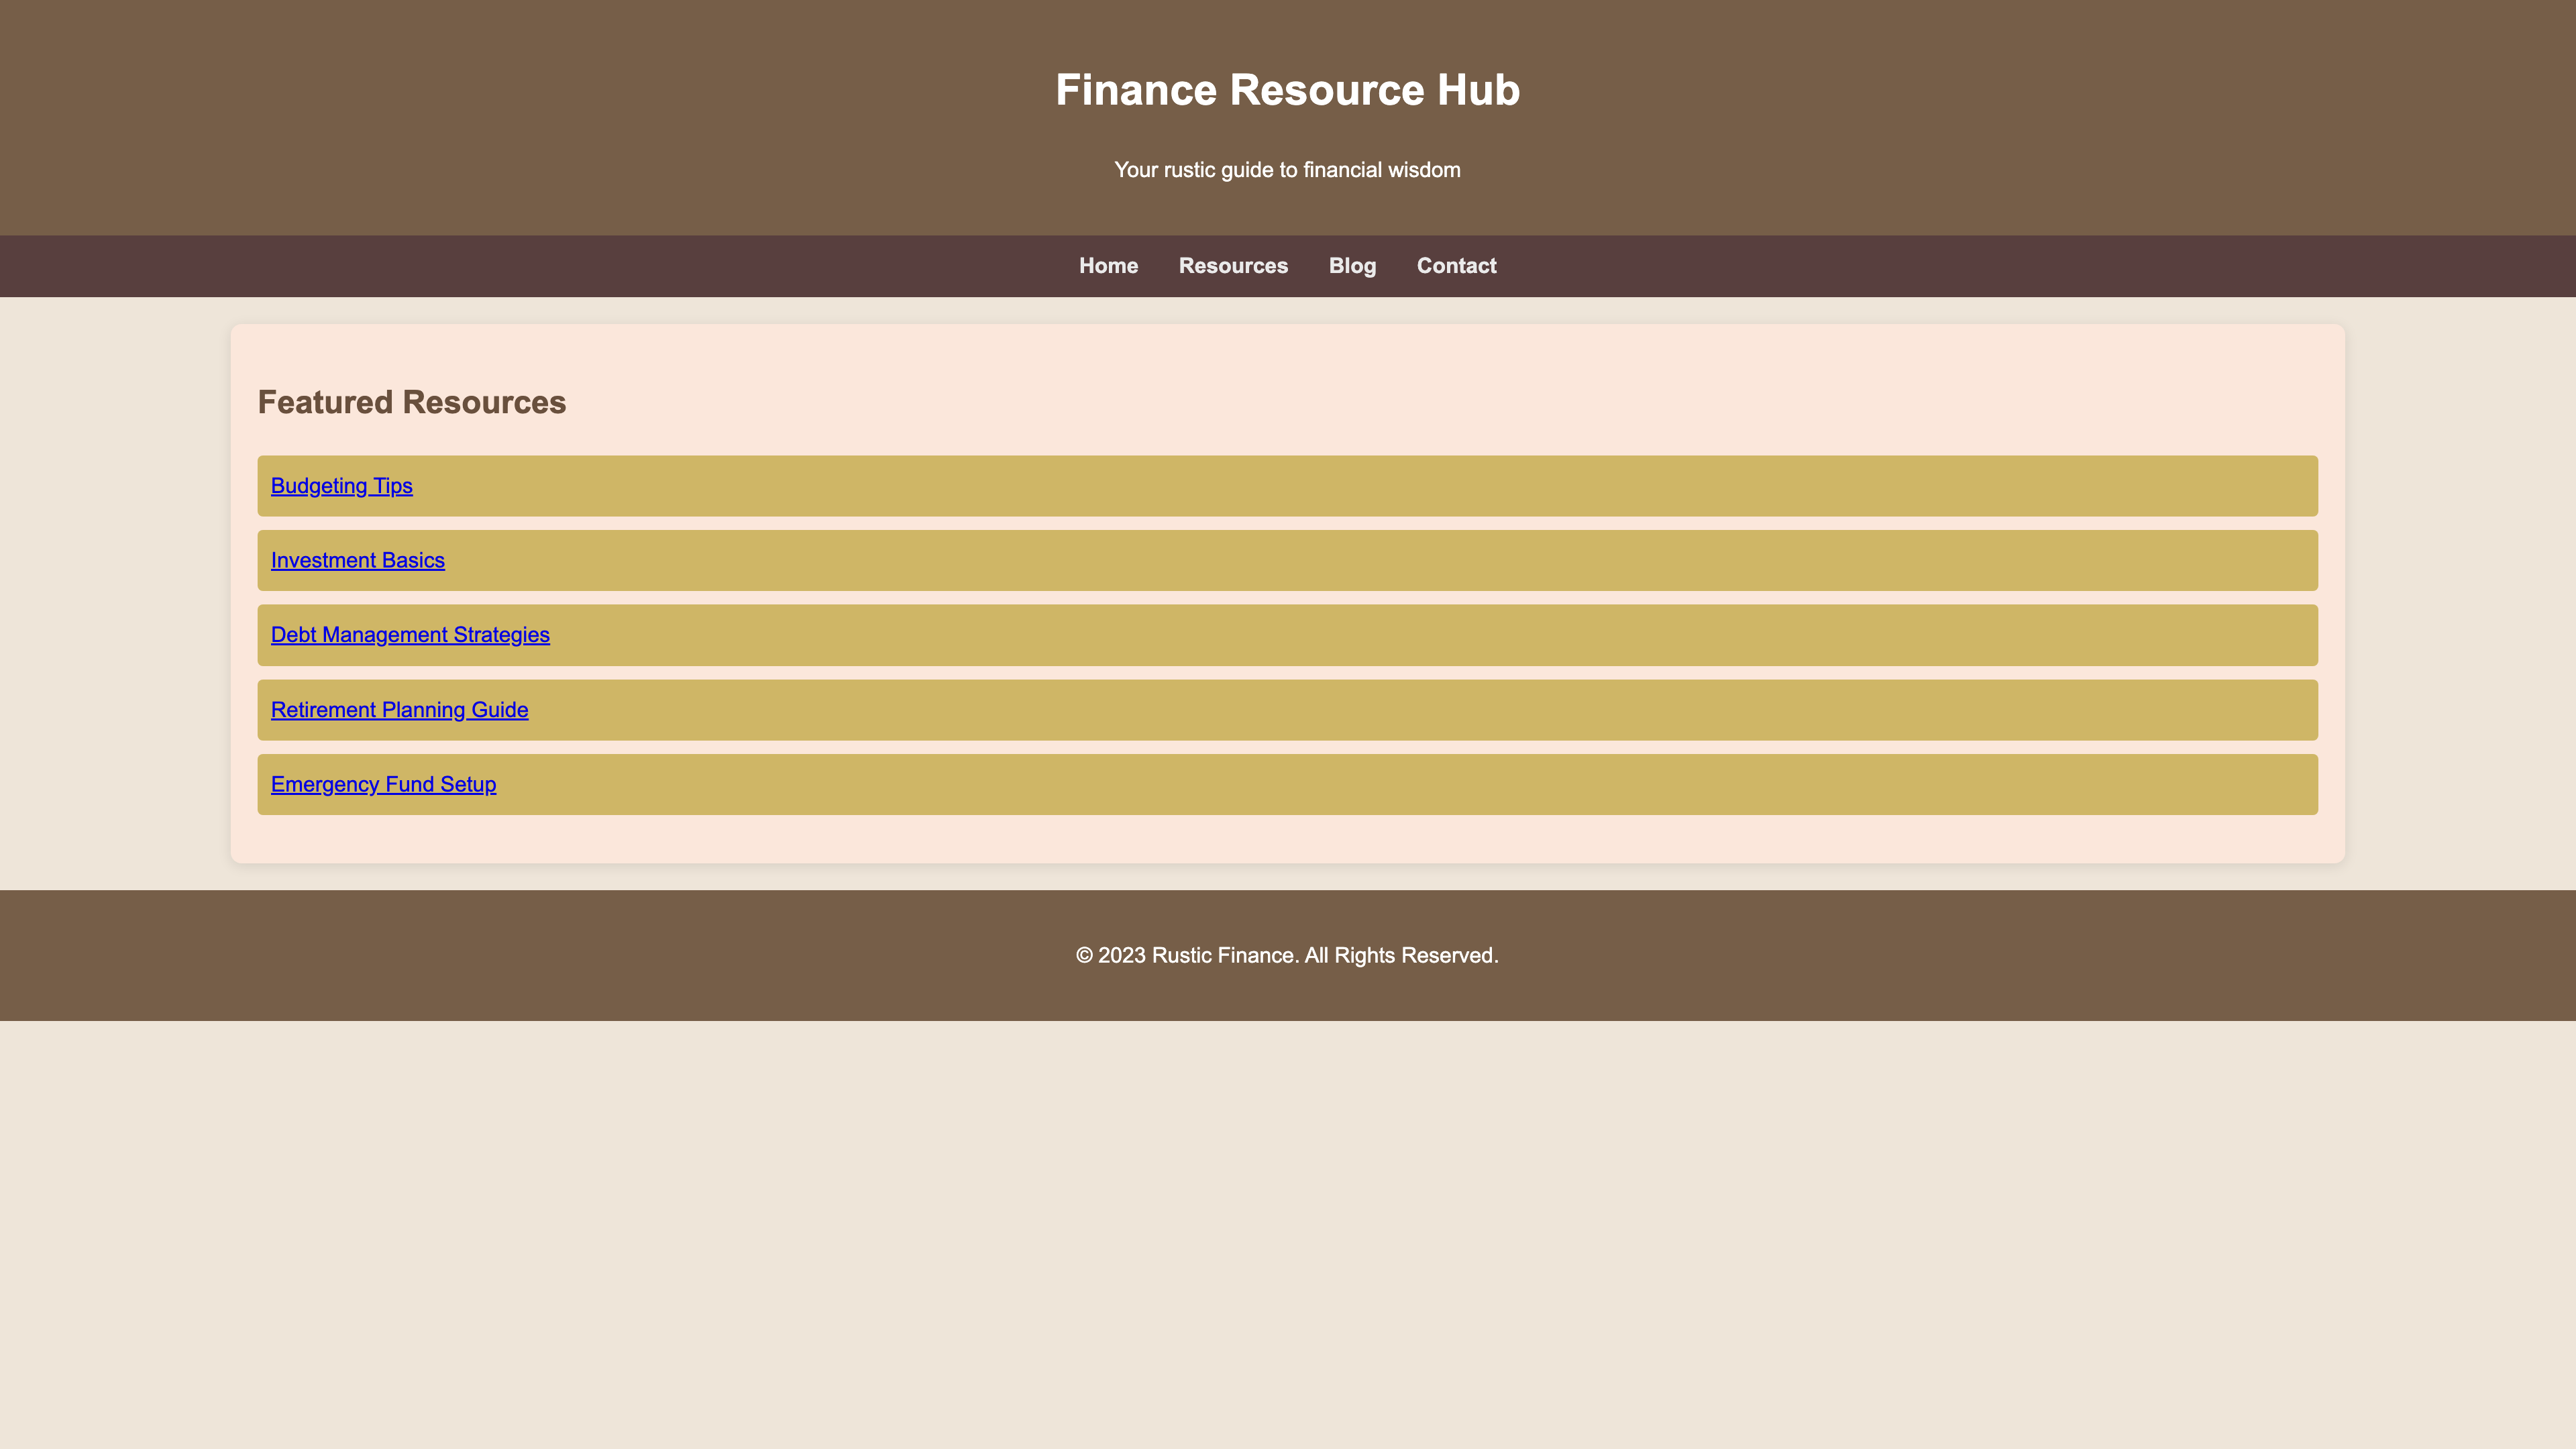 Finance Resource Hub
Your rustic guide to financial wisdom
Home Resources Blog Contact
Featured Resources
Budgeting Tips
Investment Basics
Debt Management Strategies
Retirement Planning Guide
Emergency Fund Setup
© 2023 Rustic Finance. All Rights Reserved.